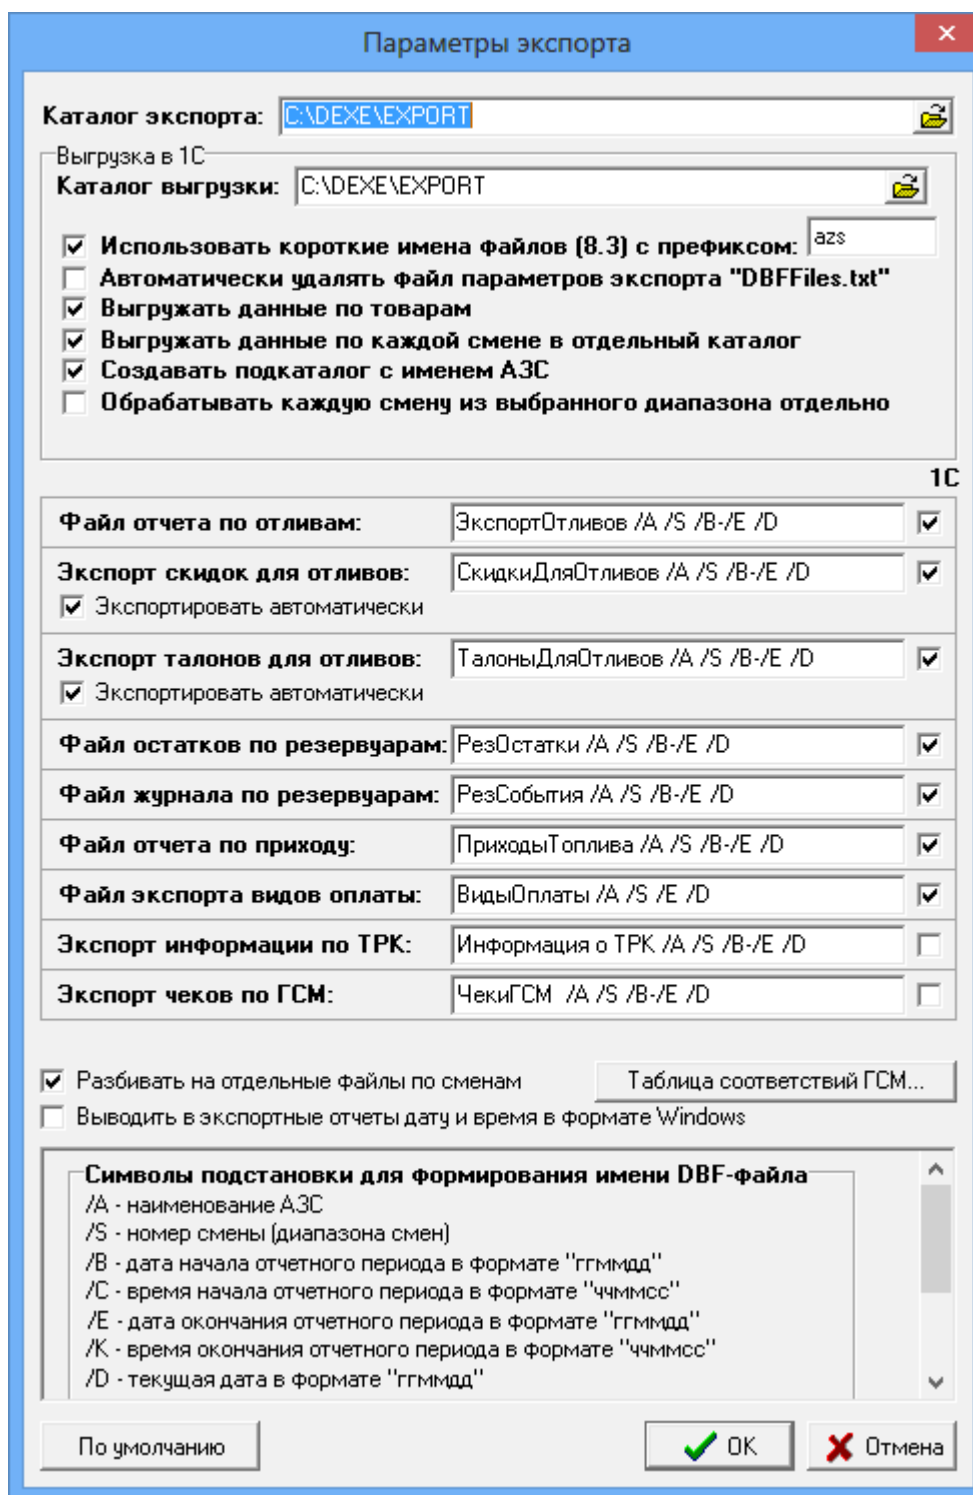 Параметры экспорта
Каталог экспорта: C:\DEXE\EXPORT
Выгрузка в 1С
Каталог выгрузки: C:\DEXE\EXPORT
Использовать короткие имена файлов (8.3) с префиксом: azs
Автоматически удалять файл параметров экспорта "DBFFiles.txt"
Выгружать данные по товарам
Выгружать данные по каждой смене в отдельный каталог
Создавать подкаталог с именем АЗС
Обрабатывать каждую смену из выбранного диапазона отдельно
1С
Файл отчета по отливам: ЭкспортОтливов /A /S /B-/E /D
Экспорт скидок для отливов: СкидкиДляОтливов /A /S /B-/E /D
Экспортировать автоматически
Экспорт талонов для отливов: ТалоныДляОтливов /A /S /B-/E /D
Экспортировать автоматически
Файл остатков по резервуарам: РезОстатки /A /S /B-/E /D
Файл журнала по резервуарам: РезСобытия /A /S /B-/E /D
Файл отчета по приходу: ПриходыТоплива /A /S /B-/E /D
Файл экспорта видов оплаты: ВидыОплаты /A /S /E /D
Экспорт информации по ТРК: Информация о ТРК /A /S /B-/E /D
Экспорт чеков по ГСМ: ЧекиГСМ  /A /S /B-/E /D
Разбивать на отдельные файлы по сменам Таблица соответствий ГСМ...
Выводить в экспортные отчеты дату и время в формате Windows
Символы подстановки для формирования имени DBF-файла
/A - наименование АЗС
/S - номер смены (диапазона смен)
/B - дата начала отчетного периода в формате "ггммдд"
/C - время начала отчетного периода в формате "ччммсс"
/E - дата окончания отчетного периода в формате "ггммдд"
/K - время окончания отчетного периода в формате "ччммсс"
/D - текущая дата в формате "ггммдд"
По умолчанию OK Отмена